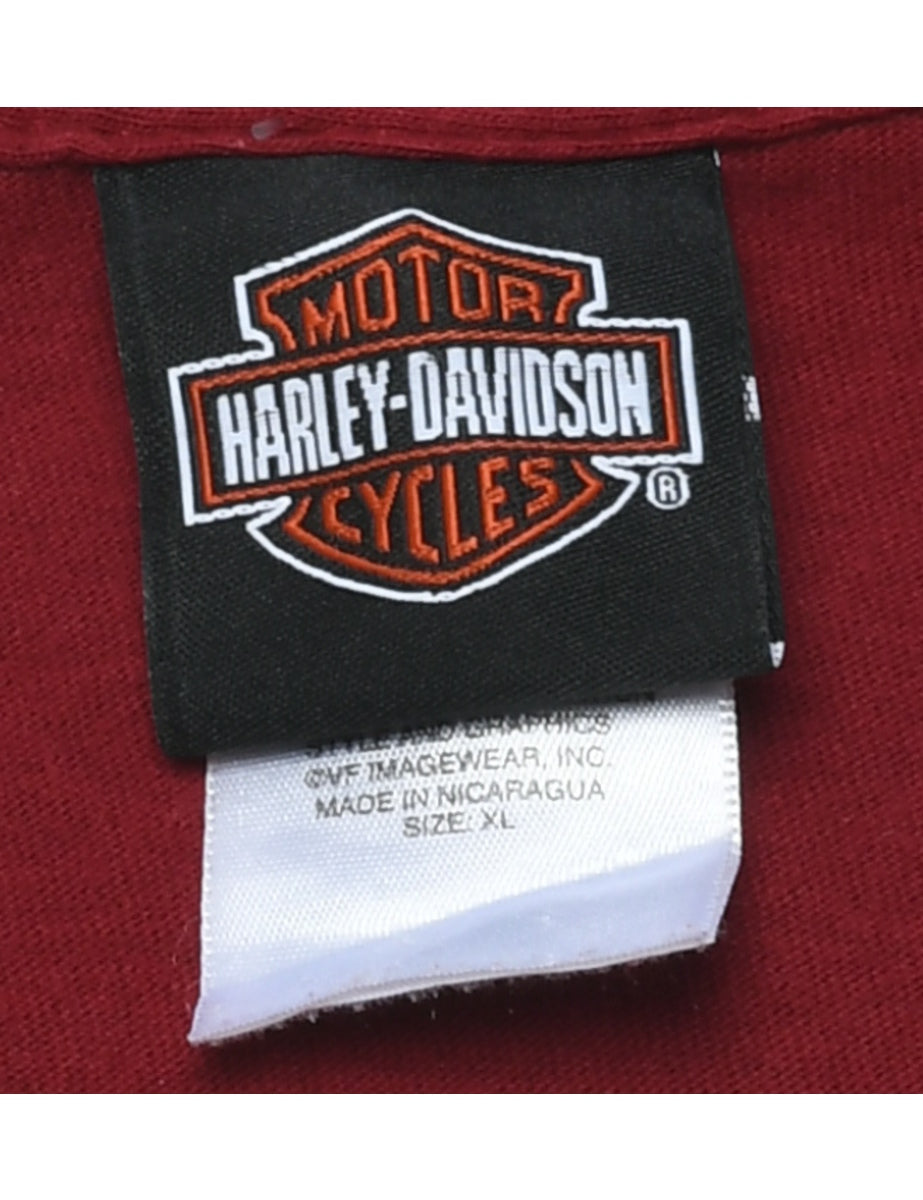 MOTOR
HARLEY-DAVIDSON
CYCLES
®
STYLE AND GRAPHICS
©VF IMAGEWEAR, INC.
MADE IN NICARAGUA
SIZE: XL